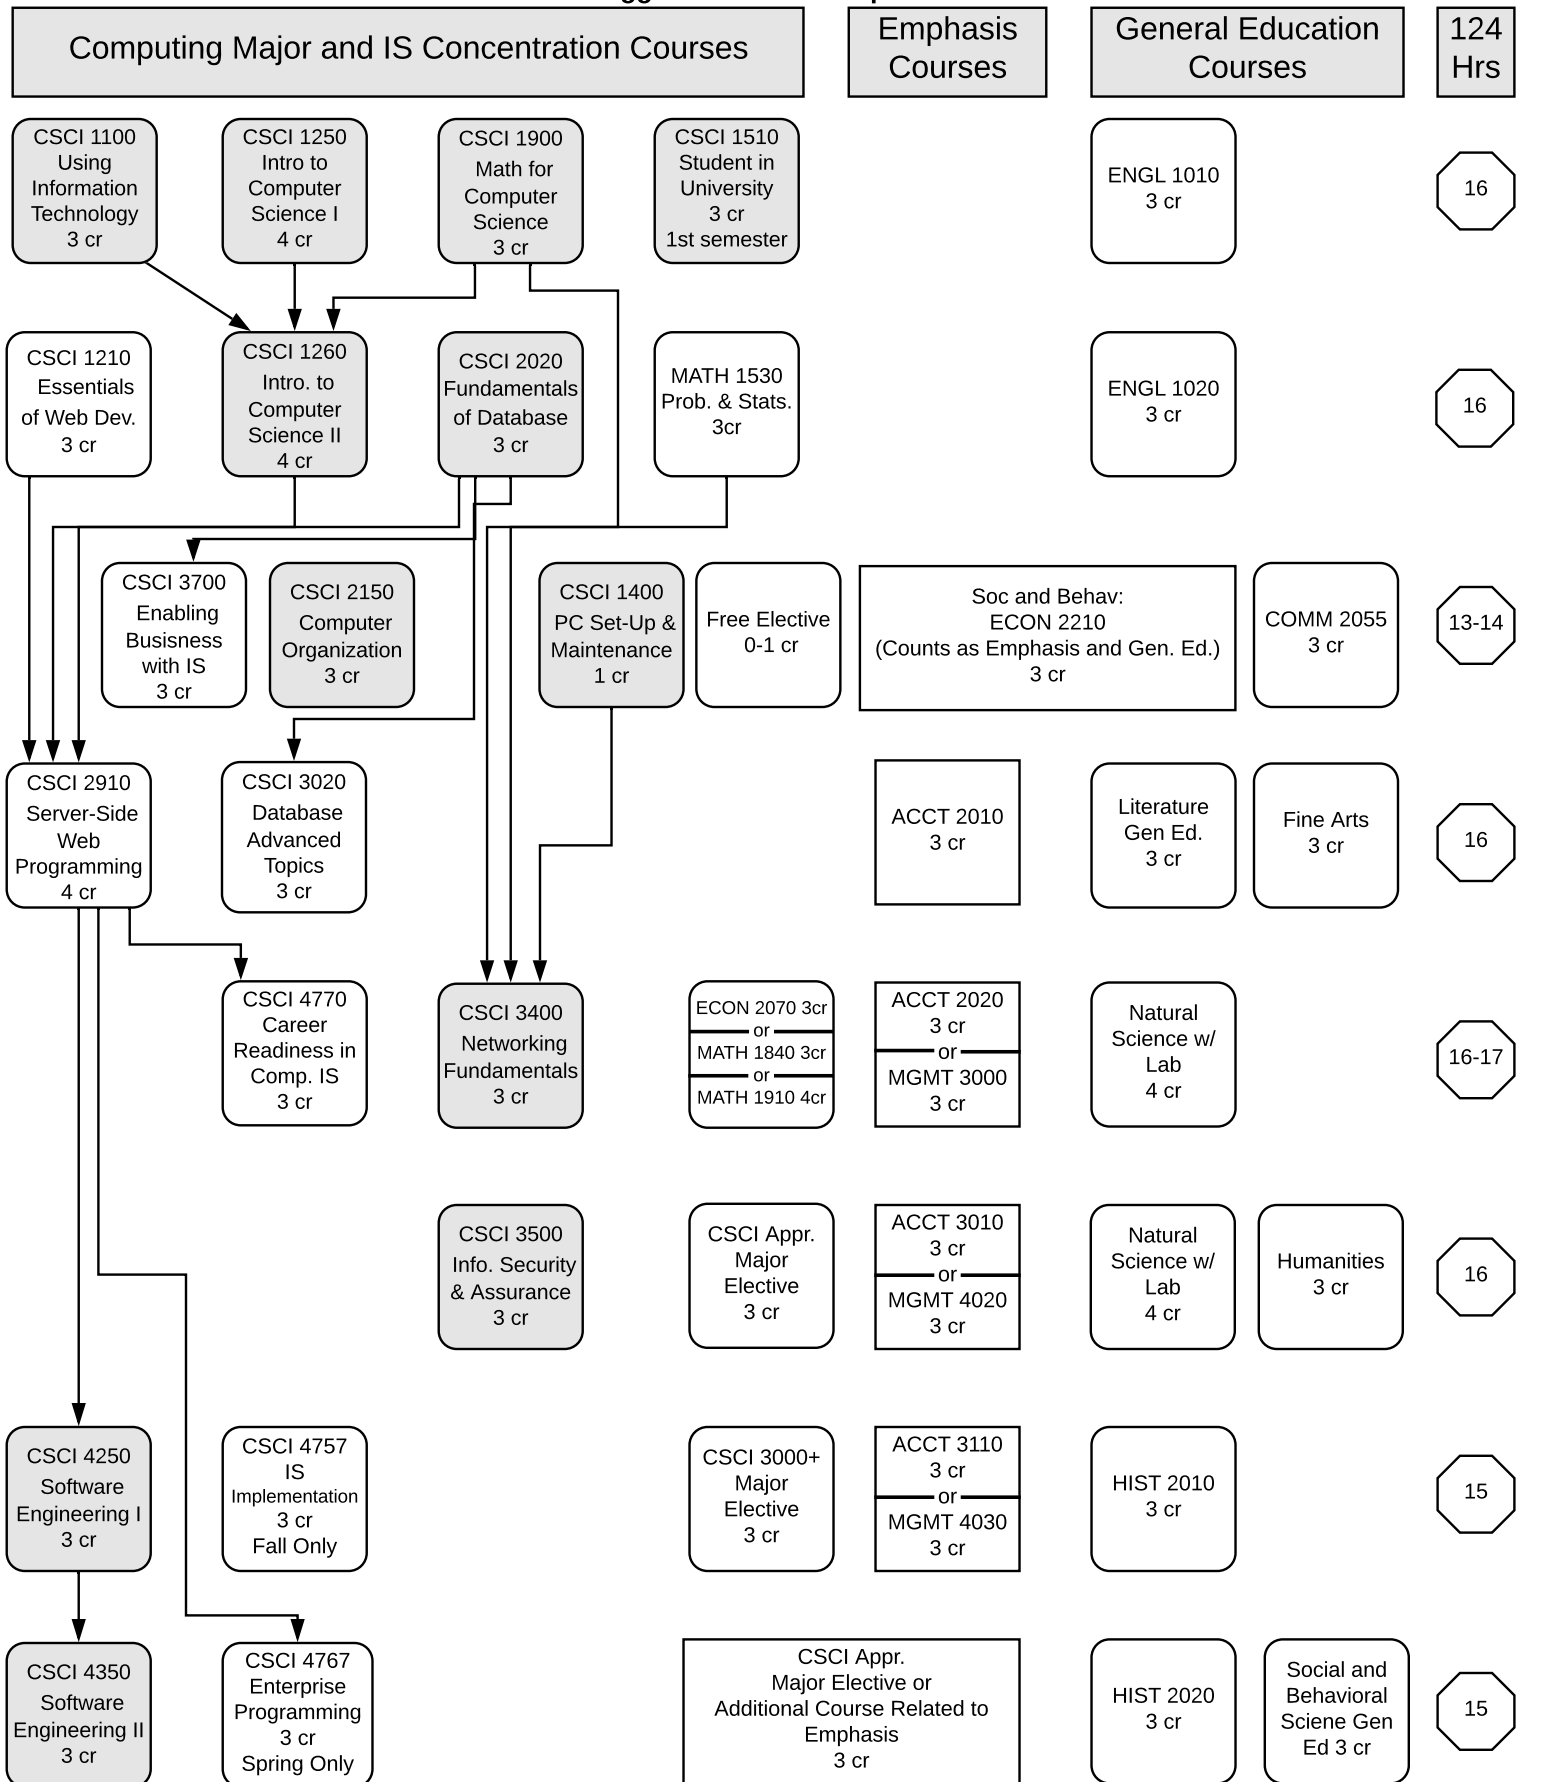 Computing Major and IS Concentration Courses
Emphasis
Courses
General Education
Courses
124
Hrs
CSCI 1100
Using
Information
Technology
3 cr
CSCI 1250
Intro to
Computer
Science I
4 cr
CSCI 1900
Math for
Computer
Science
3 cr
CSCI 1510
Student in
University
3 cr
1st semester
ENGL 1010
3 cr
16
CSCI 1210
Essentials
of Web Dev.
3 cr
CSCI 1260
Intro. to
Computer
Science II
4 cr
CSCI 2020
Fundamentals
of Database
3 cr
MATH 1530
Prob. & Stats.
3cr
ENGL 1020
3 cr
16
CSCI 3700
Enabling
Busisness
with IS
3 cr
CSCI 2150
Computer
Organization
3 cr
CSCI 1400
PC Set-Up &
Maintenance
1 cr
Free Elective
0-1 cr
Soc and Behav:
ECON 2210
(Counts as Emphasis and Gen. Ed.)
3 cr
COMM 2055
3 cr
13-14
CSCI 2910
Server-Side
Web
Programming
4 cr
CSCI 3020
Database
Advanced
Topics
3 cr
ACCT 2010
3 cr
Literature
Gen Ed.
3 cr
Fine Arts
3 cr
16
CSCI 4770
Career
Readiness in
Comp. IS
3 cr
CSCI 3400
Networking
Fundamentals
3 cr
ECON 2070 3cr
or
MATH 1840 3cr
or
MATH 1910 4cr
ACCT 2020
3 cr
or
MGMT 3000
3 cr
Natural
Science w/
Lab
4 cr
16-17
CSCI 3500
Info. Security
& Assurance
3 cr
CSCI Appr.
Major
Elective
3 cr
ACCT 3010
3 cr
or
MGMT 4020
3 cr
Natural
Science w/
Lab
4 cr
Humanities
3 cr
16
CSCI 4250
Software
Engineering I
3 cr
CSCI 4757
IS
Implementation
3 cr
Fall Only
CSCI 3000+
Major
Elective
3 cr
ACCT 3110
3 cr
or
MGMT 4030
3 cr
HIST 2010
3 cr
15
CSCI 4350
Software
Engineering II
3 cr
CSCI 4767
Enterprise
Programming
3 cr
Spring Only
CSCI Appr.
Major Elective or
Additional Course Related to
Emphasis
3 cr
HIST 2020
3 cr
Social and
Behavioral
Sciene Gen
Ed 3 cr
15